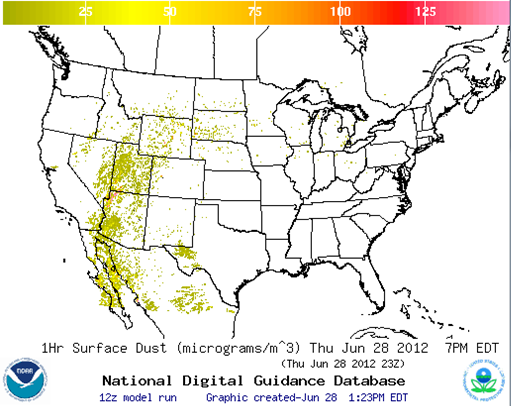 25 50 75 100 125
1Hr Surface Dust (micrograms/m^3) Thu Jun 28 2012 7PM EDT
(Thu Jun 28 2012 23Z)
National Digital Guidance Database
12z model run Graphic created-Jun 28 1:23PM EDT
NOAA